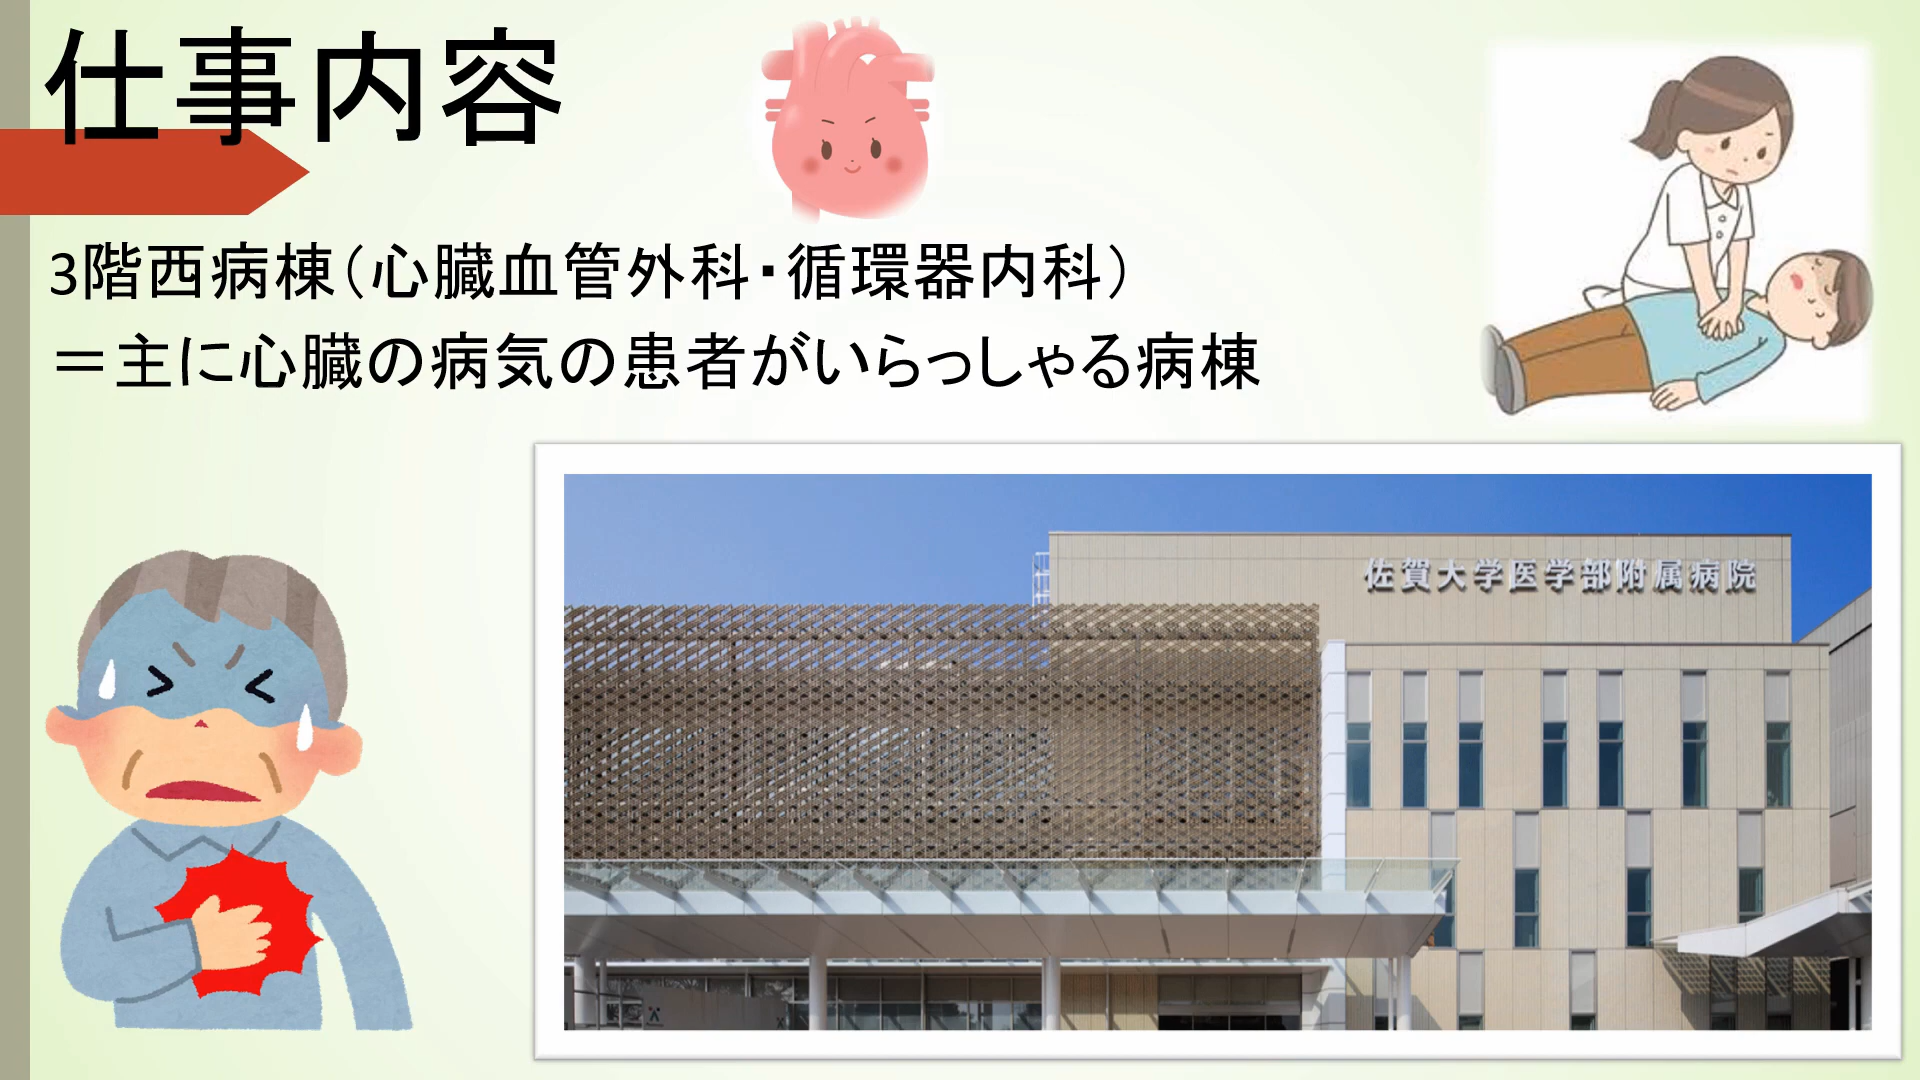 仕事内容
3階西病棟（心臓血管外科・循環器内科）
＝主に心臓の病気の患者がいらっしゃる病棟
佐賀大学医学部附属病院